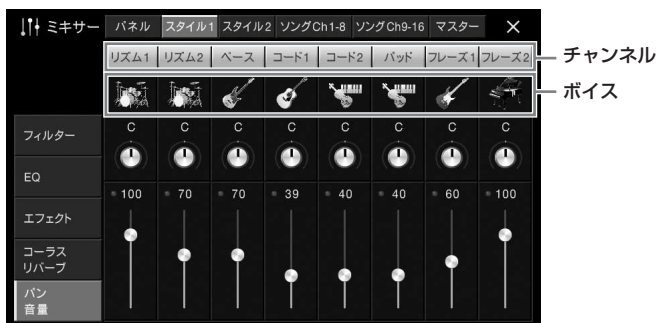 ミキサー パネル スタイル1 スタイル2 ソングCh1-8 ソングCh9-16 マスター ×
リズム1 リズム2 ベース コード1 コード2 パッド フレーズ1 フレーズ2 チャンネル
ボイス
フィルター C C C C C C C C
EQ
100 70 70 39 40 40 60 100
エフェクト
コーラス
リバーブ
パン
音量